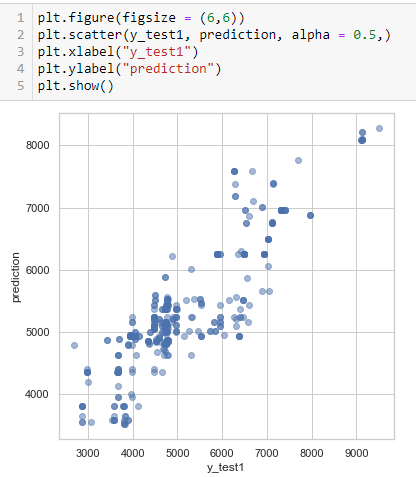 1 plt.figure(figsize = (6,6))
2 plt.scatter(y_test1, prediction, alpha = 0.5,)
3 plt.xlabel("y_test1")
4 plt.ylabel("prediction")
5 plt.show()
8000
7000
6000
5000
4000
prediction
3000 4000 5000 6000 7000 8000 9000
y_test1